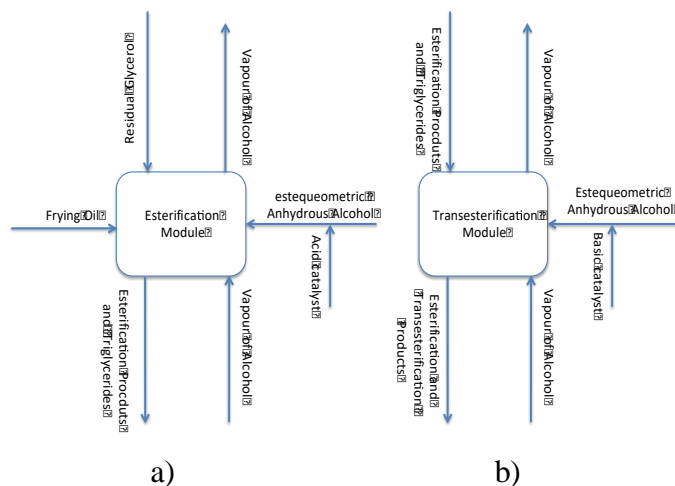 Residual Glycerol
Vapour of Alcohol
Frying Oil
Esterification
Module
estequeometric
Anhydrous Alcohol
Acid catalyst
Esterification Procduts
and Triglycerides
Vapour of Alcohol
a)
Esterification Procduts
and Triglycerides
Vapour of Alcohol
Transesterification
Module
Estequeometric
Anhydrous Alcohol
Basic catalyst
Esterification and
Transesterification
Products
Vapour of Alcohol
b)